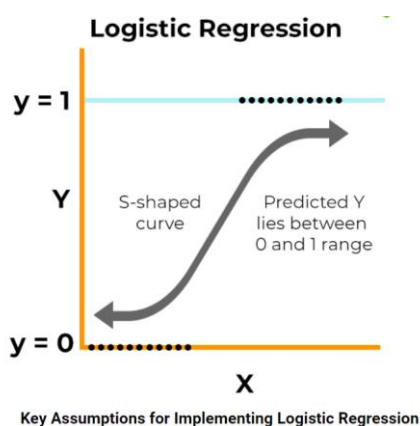 Logistic Regression
y = 1
Y
S-shaped
curve
Predicted Y
lies between
0 and 1 range
y = 0
X
Key Assumptions for Implementing Logistic Regression